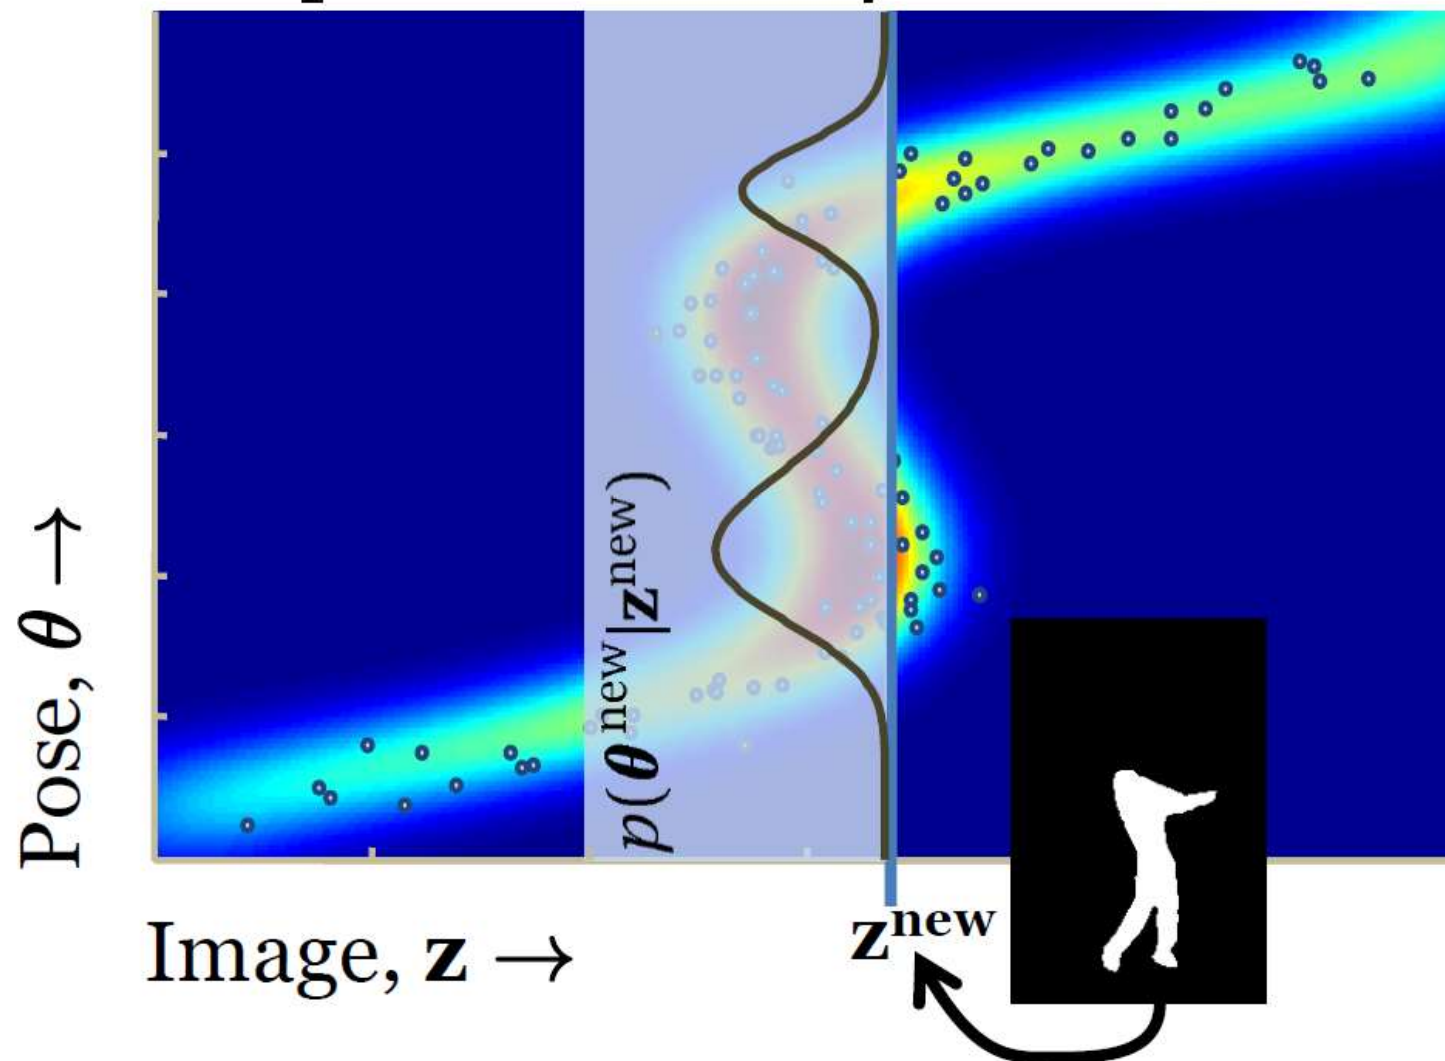 Pose, θ →
p(θ^new|z^new)
Image, z →
z^new